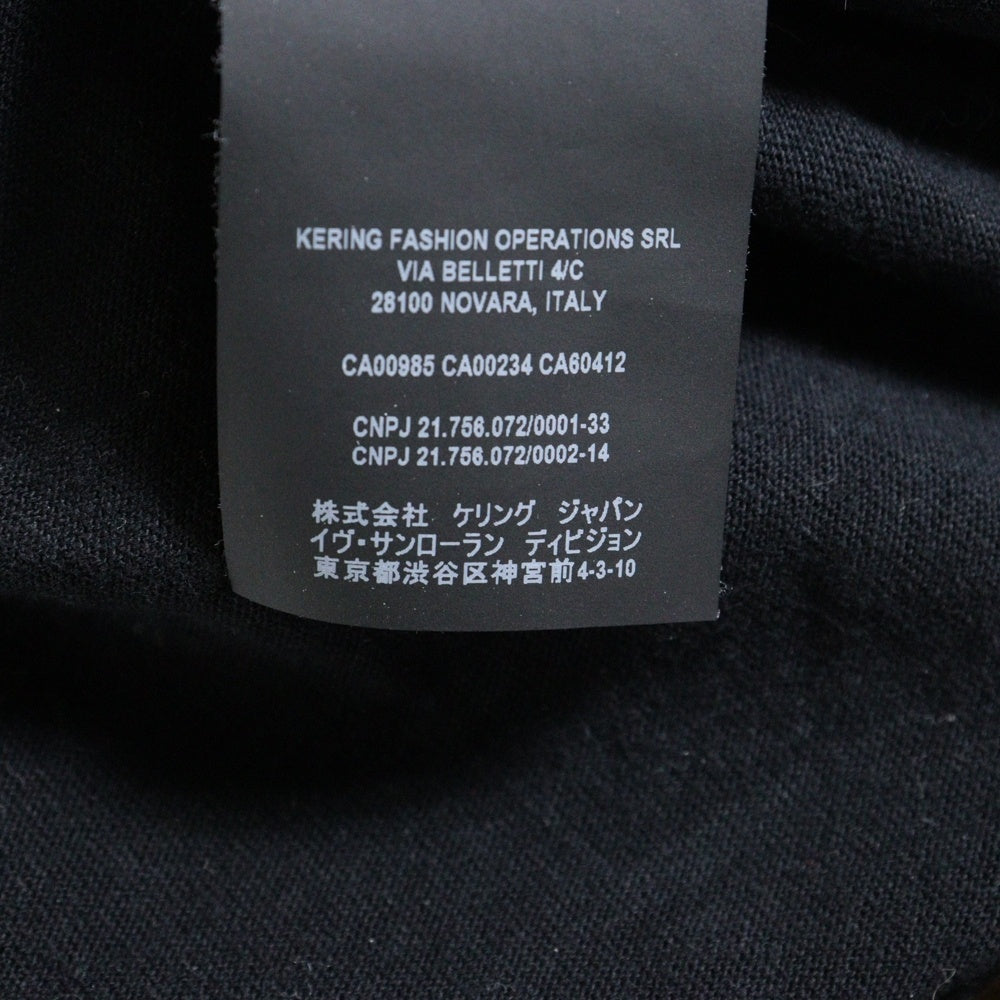 KERING FASHION OPERATIONS SRL
VIA BELLETTI 4/C
28100 NOVARA, ITALY
CA00985 CA00234 CA60412
CNPJ 21.756.072/0001-33
CNPJ 21.756.072/0002-14
株式会社 ケリング ジャパン
イヴ・サンローラン ディビジョン
東京都渋谷区神宮前4-3-10